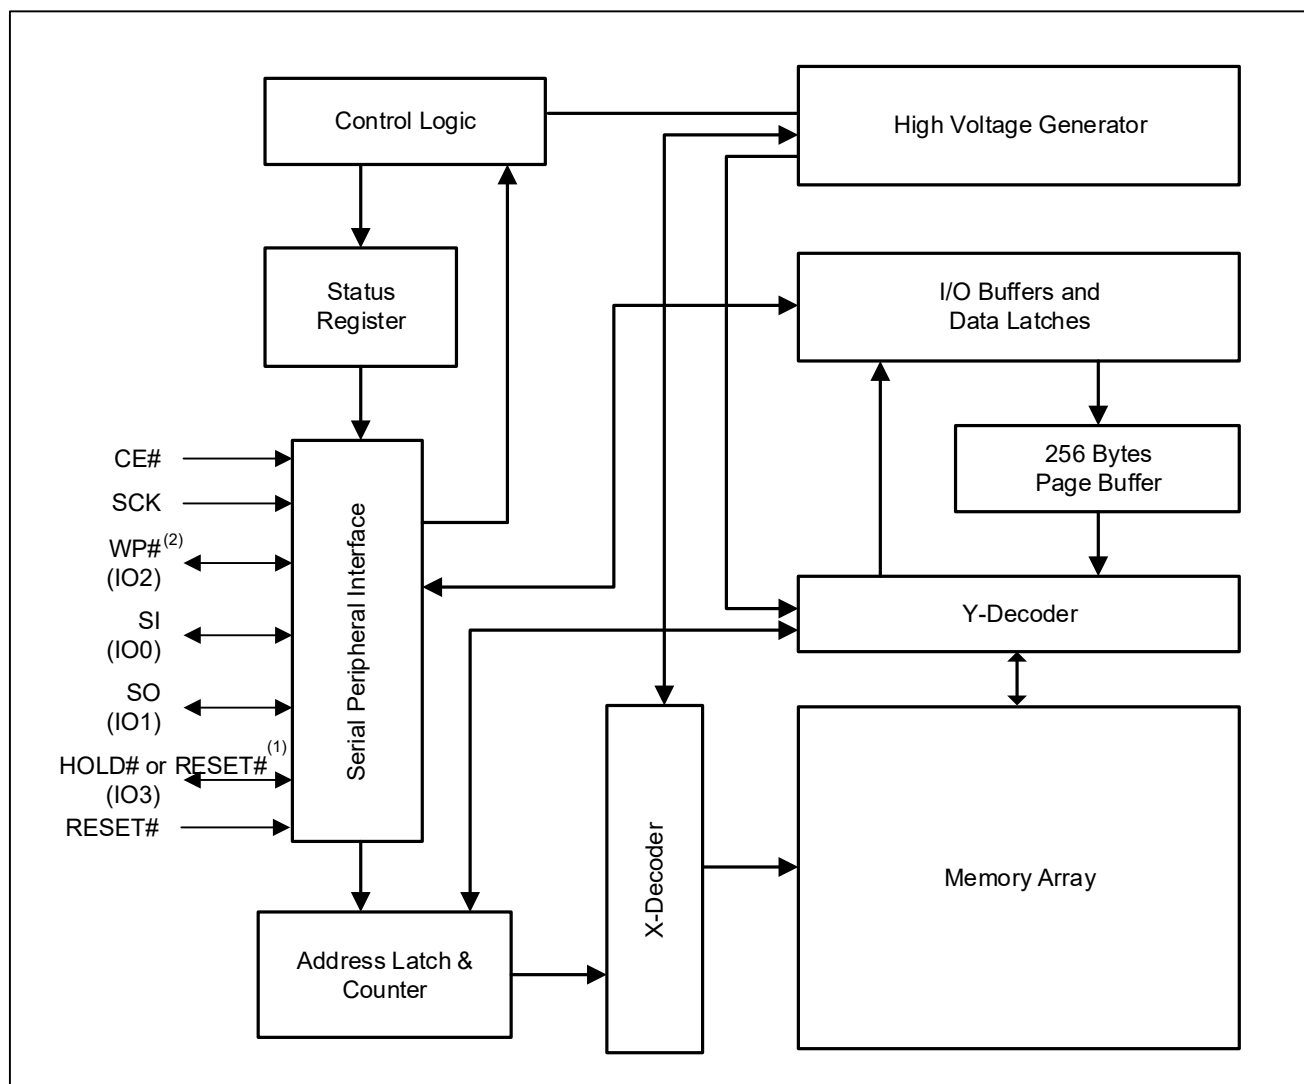 Control Logic
High Voltage Generator
Status
Register
I/O Buffers and
Data Latches
256 Bytes
Page Buffer
CE#
SCK
WP#(2)
(IO2)
SI
(IO0)
SO
(IO1)
HOLD# or RESET#(1)
(IO3)
RESET#
Serial Peripheral Interface
Y-Decoder
X-Decoder
Memory Array
Address Latch &
Counter